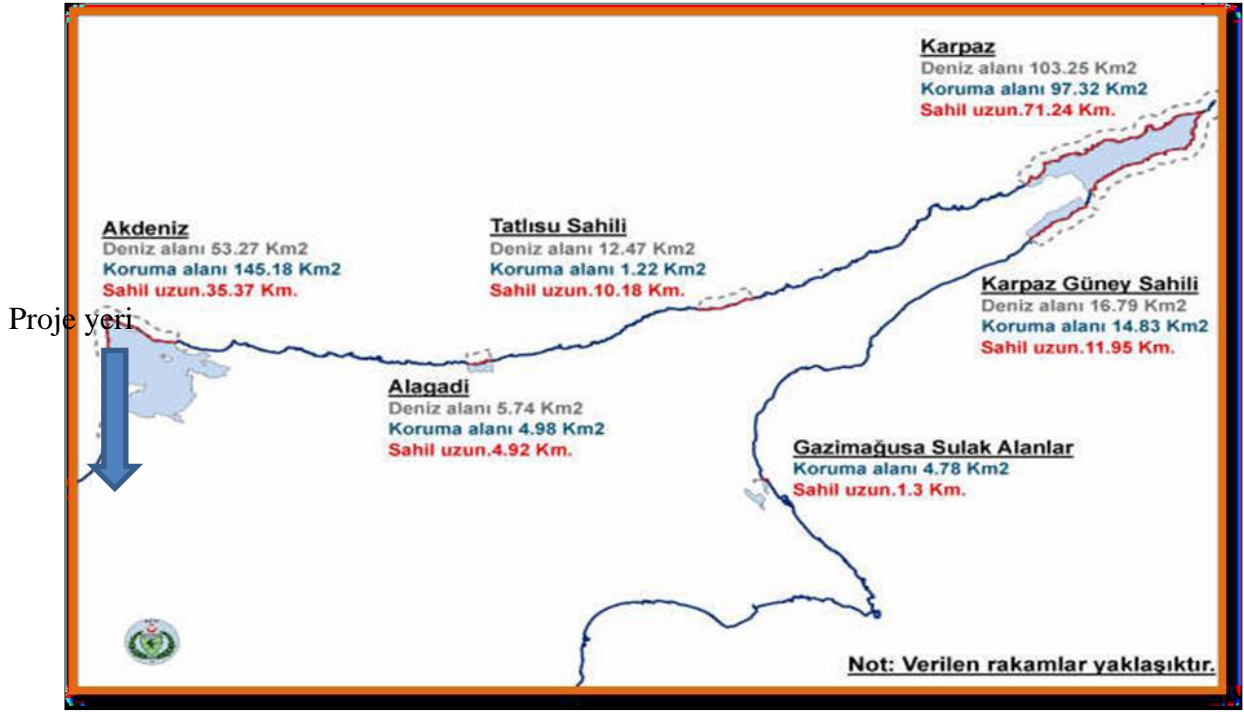 Karpaz
Deniz alanı 103.25 Km2
Koruma alanı 97.32 Km2
Sahil uzun.71.24 Km.
Akdeniz
Deniz alanı 53.27 Km2
Koruma alanı 145.18 Km2
Sahil uzun.35.37 Km.
Tatlısu Sahili
Deniz alanı 12.47 Km2
Koruma alanı 1.22 Km2
Sahil uzun.10.18 Km.
Karpaz Güney Sahili
Deniz alanı 16.79 Km2
Koruma alanı 14.83 Km2
Sahil uzun.11.95 Km.
Proje yeri
Alagadi
Deniz alanı 5.74 Km2
Koruma alanı 4.98 Km2
Sahil uzun.4.92 Km.
Gazimağusa Sulak Alanlar
Koruma alanı 4.78 Km2
Sahil uzun.1.3 Km.
Not: Verilen rakamlar yaklaşıktır.